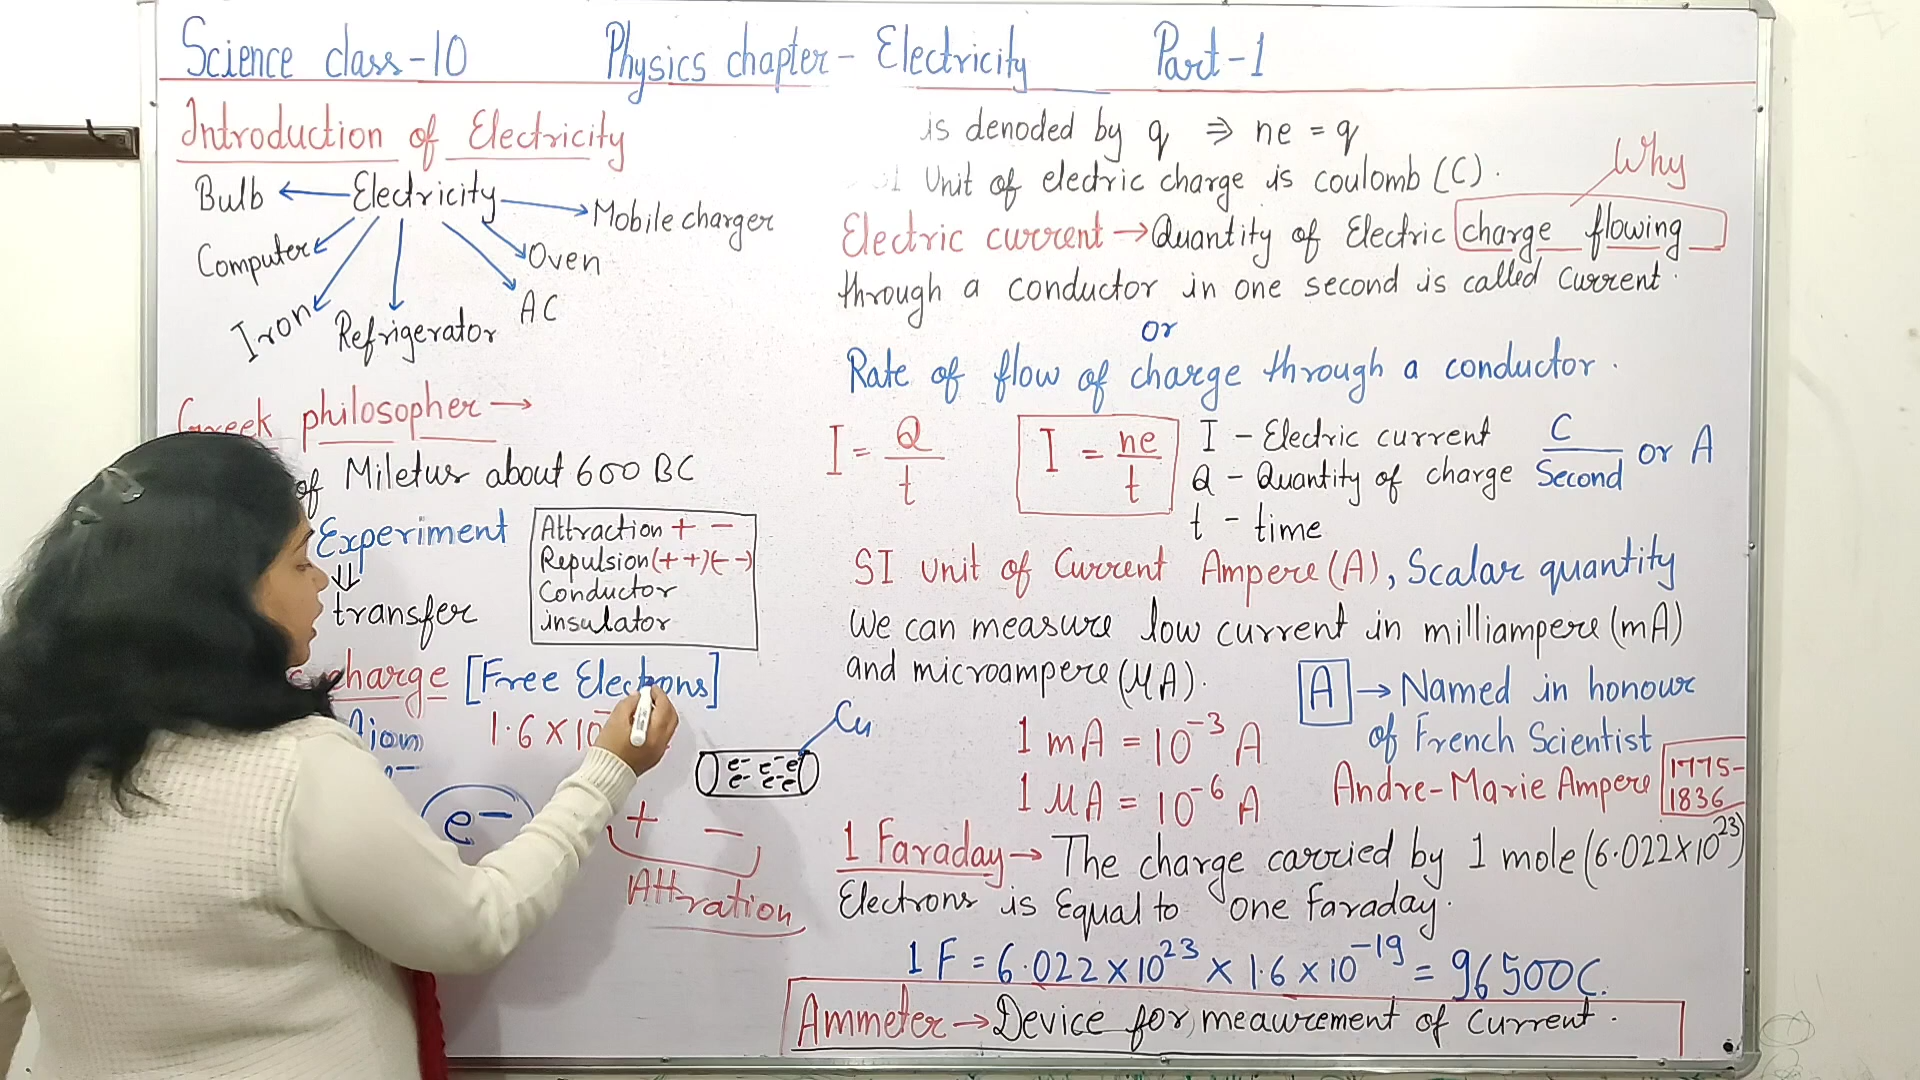 Science class-10 Physics chapter- Electricity Part-1
Introduction of Electricity
Bulb ← Electricity → Mobile charger
Computer
Oven
Iron
Refrigerator
AC
Greek philosopher →
of Miletus about 600 BC
Experiment
⇓
transfer
Attraction + -
Repulsion (+ +) (- -)
Conductor
insulator
charge [Free Electrons]
1.6 x 10
Cu
e- e- e-
e- e- e-
e-
+ -
Attration
is denoded by q ⇒ ne = q
Unit of electric charge is coulomb (C).
Why
Electric current → Quantity of Electric charge flowing
through a conductor in one second is called Current.
or
Rate of flow of charge through a conductor.
I = Q/t
I = ne/t
I - Electric current
Q - Quantity of charge
t - time
C/Second or A
SI unit of Current Ampere (A), Scalar quantity
We can measure low current in milliampere (mA)
and microampere (μA).
1 mA = 10⁻³ A
1 μA = 10⁻⁶ A
A → Named in honour
of French Scientist
Andre-Marie Ampere 1775-
1836
1 Faraday → The charge carried by 1 mole (6.022x10²³)
Electrons is Equal to one Faraday.
1 F = 6.022 x 10²³ x 1.6 x 10⁻¹⁹ = 96500C.
Ammeter → Device for meaurement of Current.